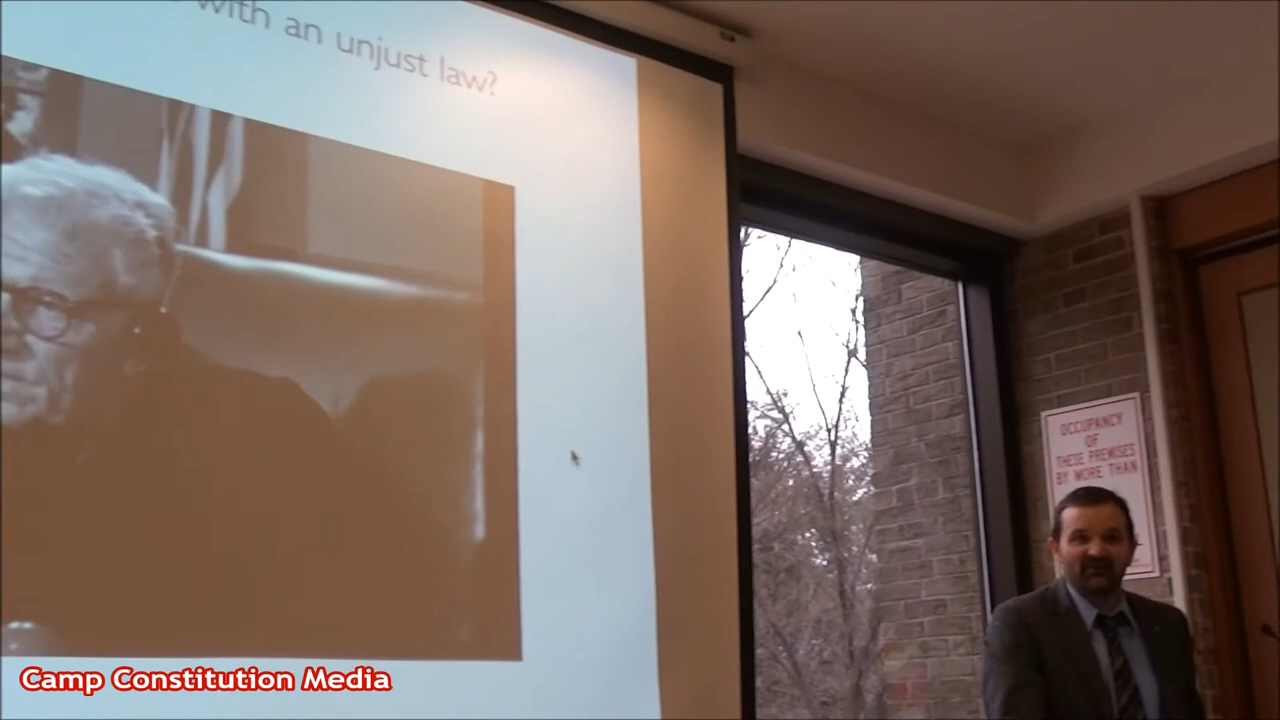 with an unjust law?
OCCUPANCY
OF
THESE PREMISES
BY MORE THAN
Camp Constitution Media